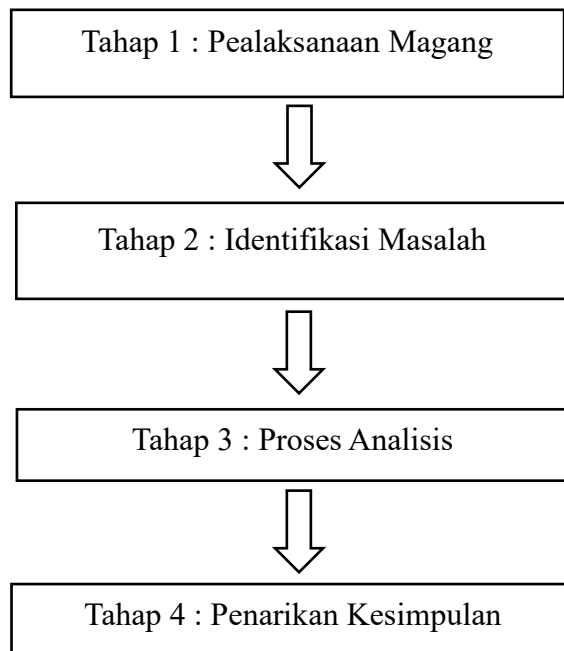 Tahap 1 : Pealaksanaan Magang
Tahap 2 : Identifikasi Masalah
Tahap 3 : Proses Analisis
Tahap 4 : Penarikan Kesimpulan